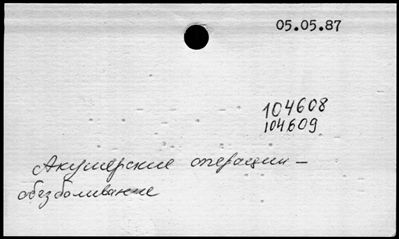 05.05.87
104608
104609
Акушерские операции –
обезболивание